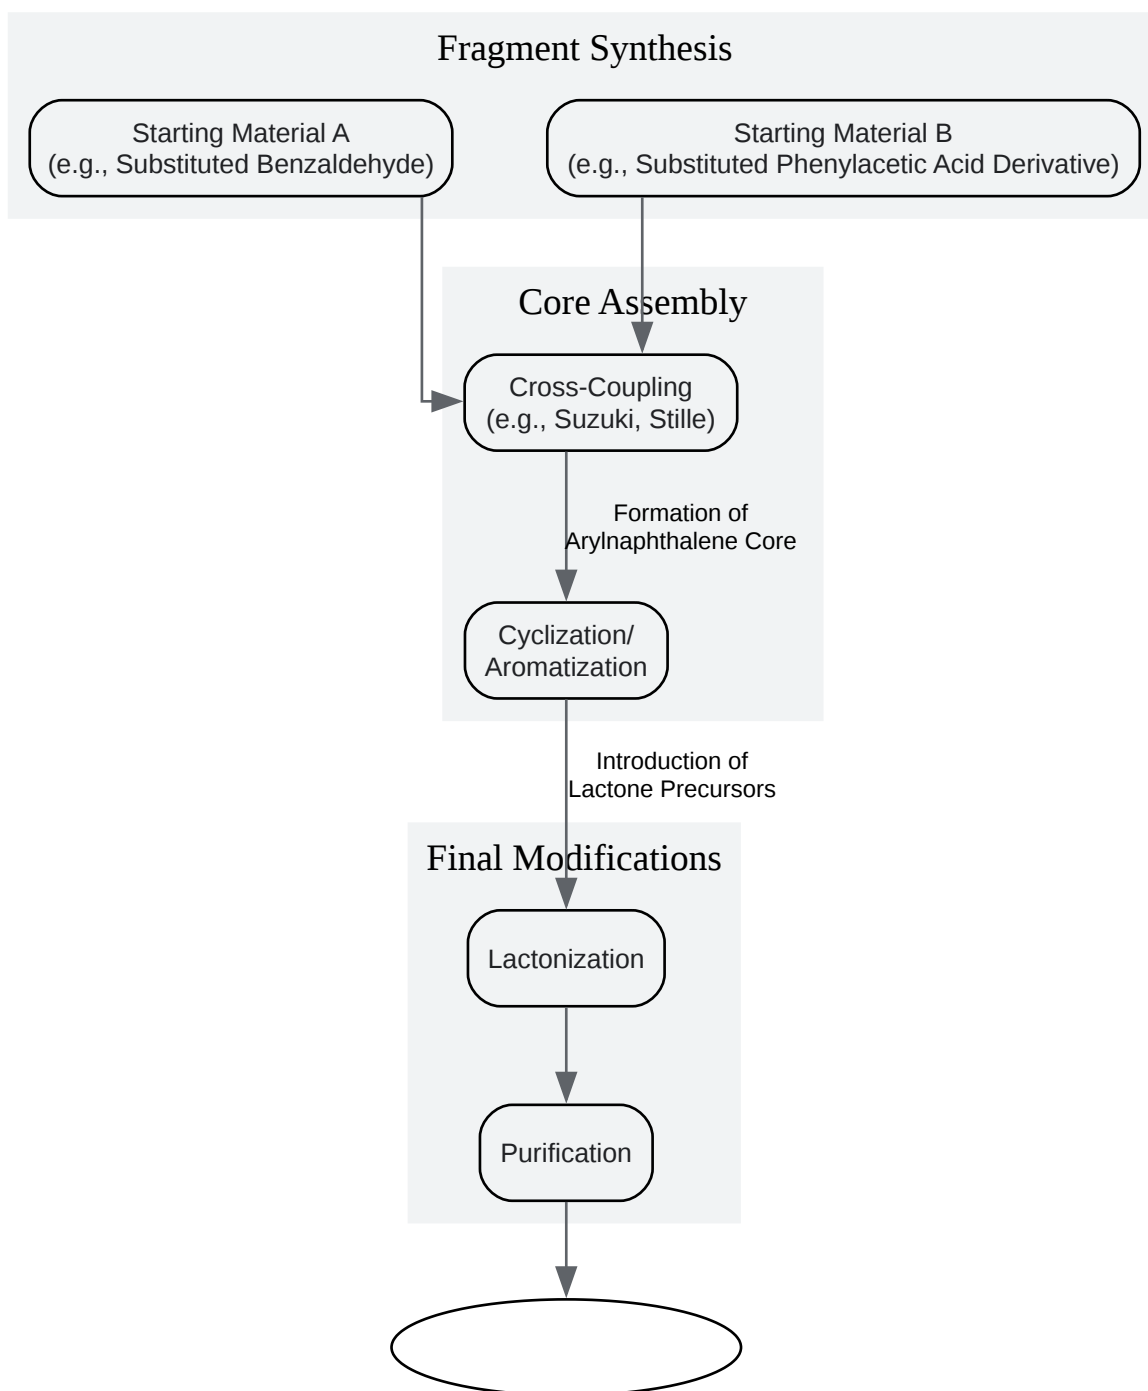 Fragment Synthesis
Starting Material A
(e.g., Substituted Benzaldehyde)
Starting Material B
(e.g., Substituted Phenylacetic Acid Derivative)
Core Assembly
Cross-Coupling
(e.g., Suzuki, Stille)
Formation of
Arylnaphthalene Core
Cyclization/
Aromatization
Introduction of
Lactone Precursors
Final Modifications
Lactonization
Purification